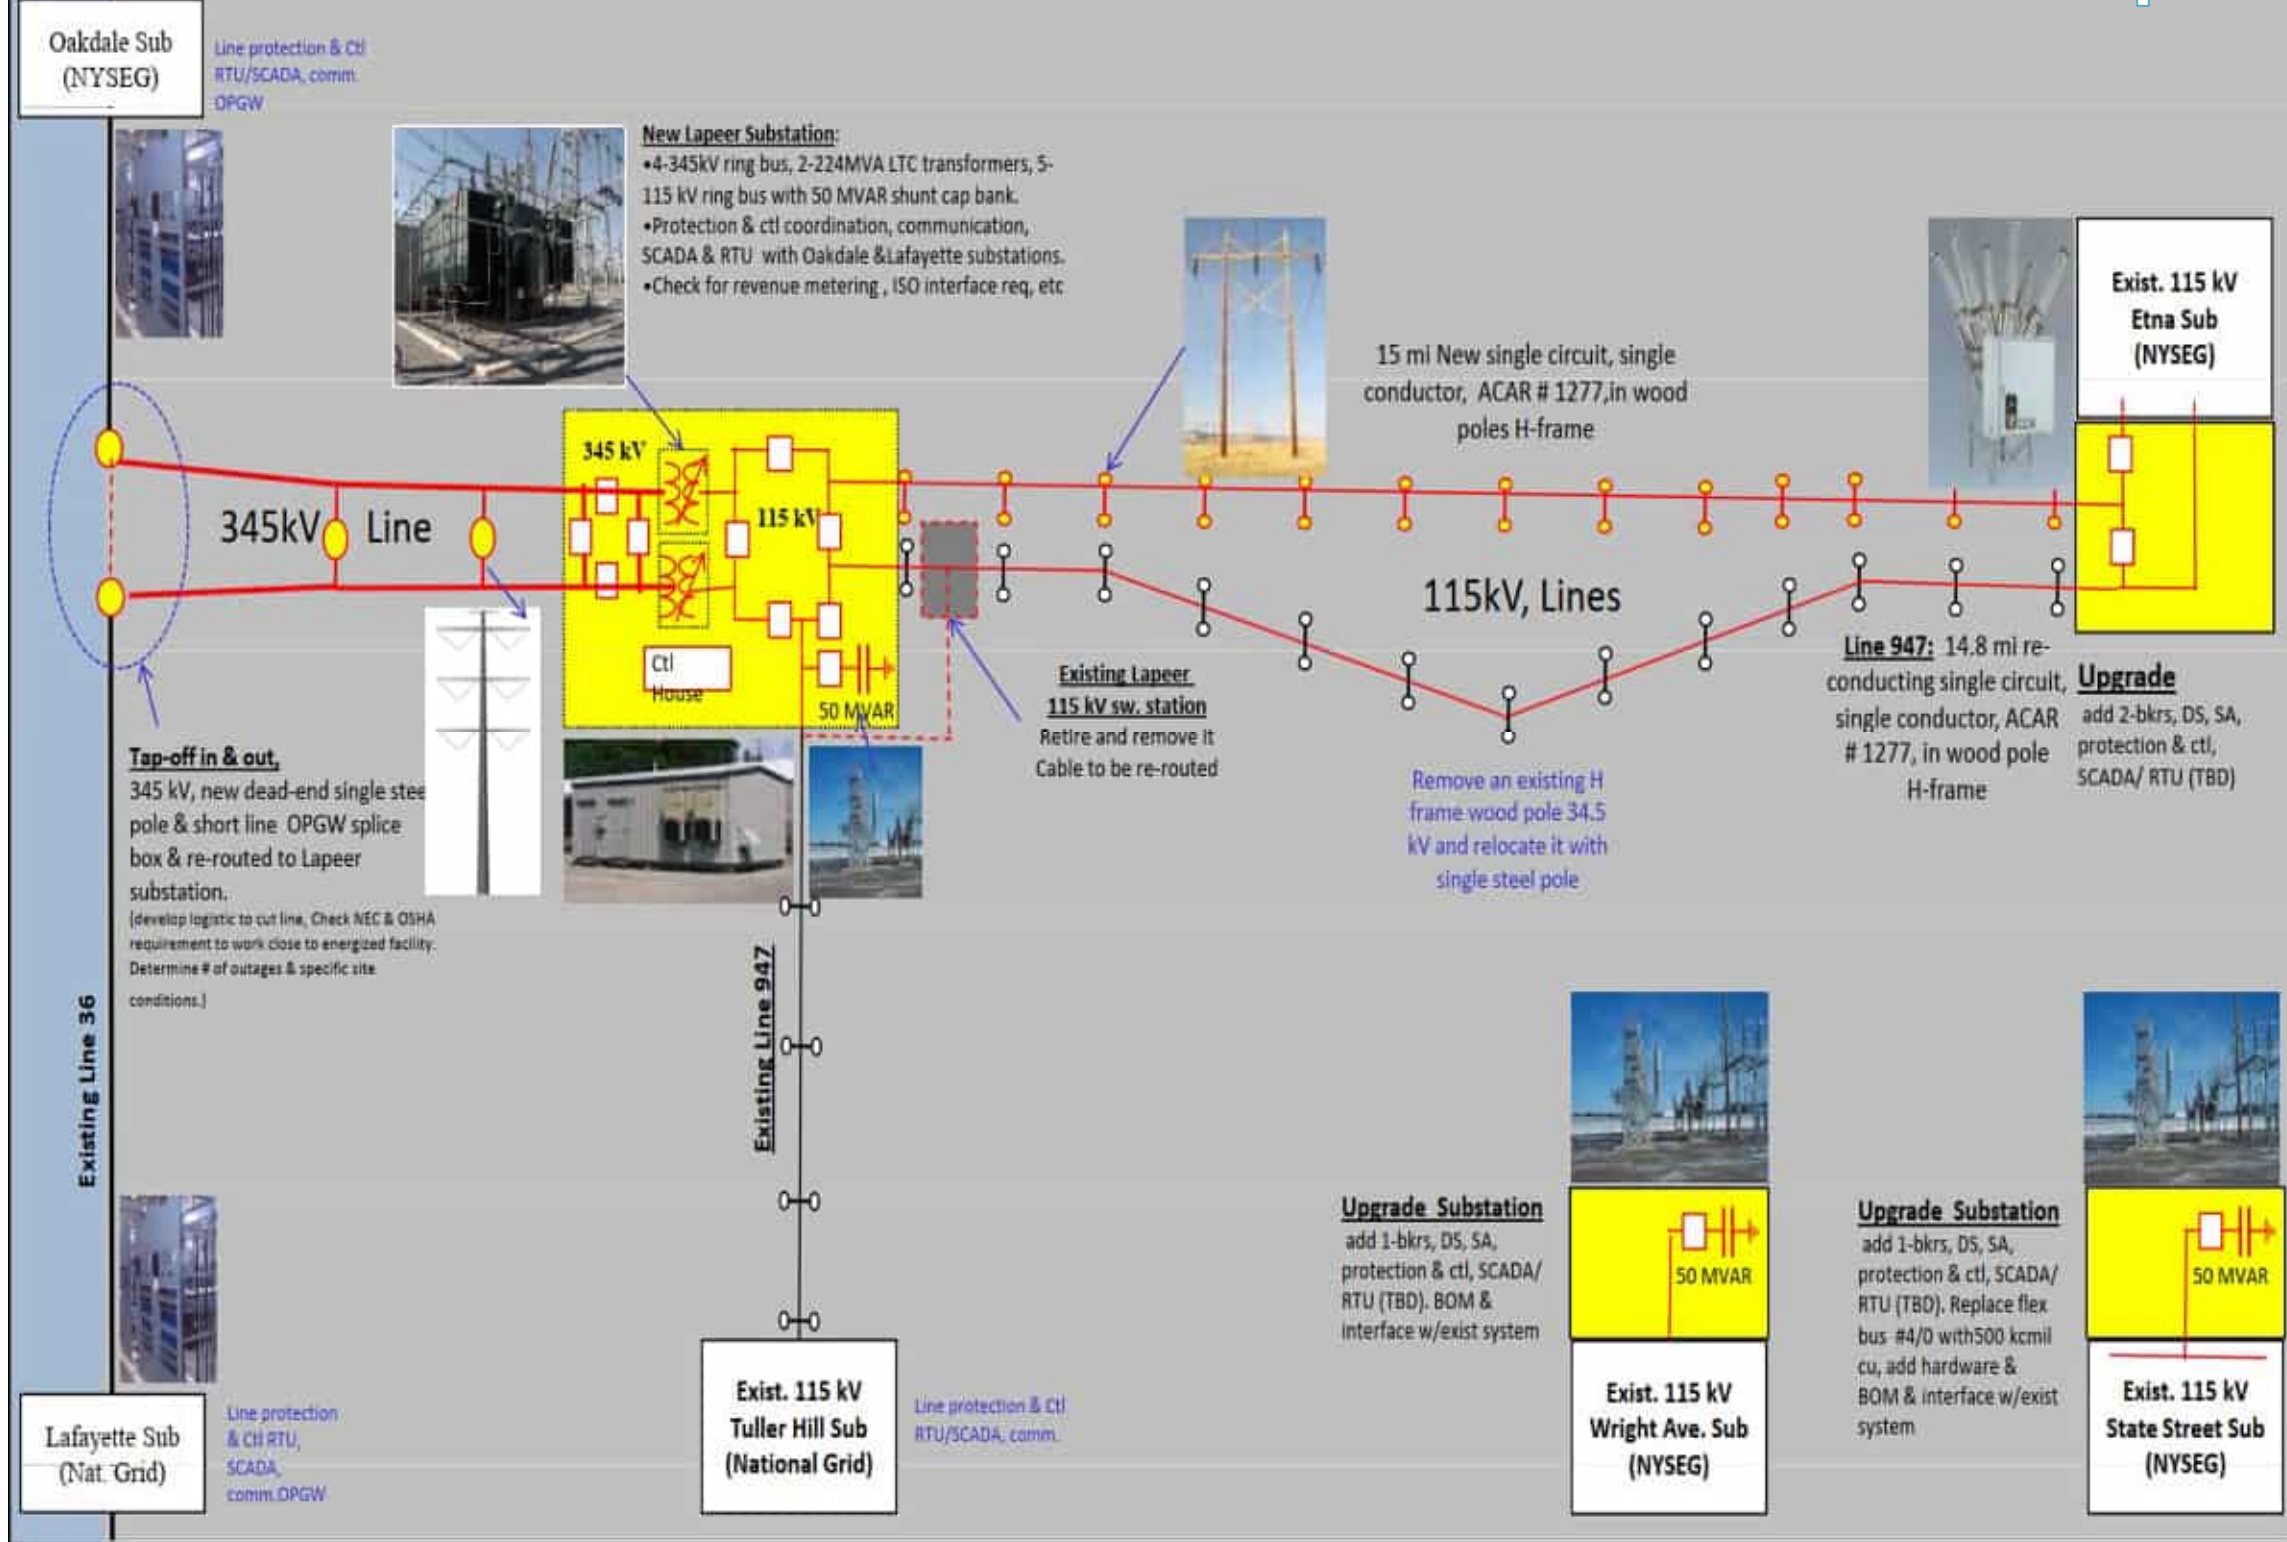 Oakdale Sub
(NYSEG)
Line protection & Ctl
RTU/SCADA, comm.
OPGW
New Lapeer Substation:
•4-345kV ring bus, 2-224MVA LTC transformers, 5-
115 kV ring bus with 50 MVAR shunt cap bank.
•Protection & ctl coordination, communication,
SCADA & RTU with Oakdale &Lafayette substations.
•Check for revenue metering , ISO interface req, etc
15 mi New single circuit, single
conductor, ACAR # 1277,in wood
poles H-frame
Exist. 115 kV
Etna Sub
(NYSEG)
345kV Line
345 kV
115 kV
Ctl
House
50 MVAR
115kV, Lines
Existing Lapeer
115 kV sw. station
Retire and remove it
Cable to be re-routed
Line 947: 14.8 mi re-
conducting single circuit,
single conductor, ACAR
# 1277, in wood pole
H-frame
Upgrade
add 2-bkrs, DS, SA,
protection & ctl,
SCADA/ RTU (TBD)
Remove an existing H
frame wood pole 34.5
kV and relocate it with
single steel pole
Tap-off in & out,
345 kV, new dead-end single stee
pole & short line OPGW splice
box & re-routed to Lapeer
substation.
(develop logistic to cut line, Check NEC & OSHA
requirement to work close to energized facility.
Determine # of outages & specific site
conditions.)
Existing Line 36
Existing Line 947
Lafayette Sub
(Nat. Grid)
Line protection
& Ctl RTU,
SCADA,
comm.OPGW
Exist. 115 kV
Tuller Hill Sub
(National Grid)
Line protection & Ctl
RTU/SCADA, comm.
Upgrade Substation
add 1-bkrs, DS, SA,
protection & ctl, SCADA/
RTU (TBD). BOM &
interface w/exist system
50 MVAR
Exist. 115 kV
Wright Ave. Sub
(NYSEG)
Upgrade Substation
add 1-bkrs, DS, SA,
protection & ctl, SCADA/
RTU (TBD). Replace flex
bus #4/0 with500 kcmil
cu, add hardware &
BOM & interface w/exist
system
50 MVAR
Exist. 115 kV
State Street Sub
(NYSEG)